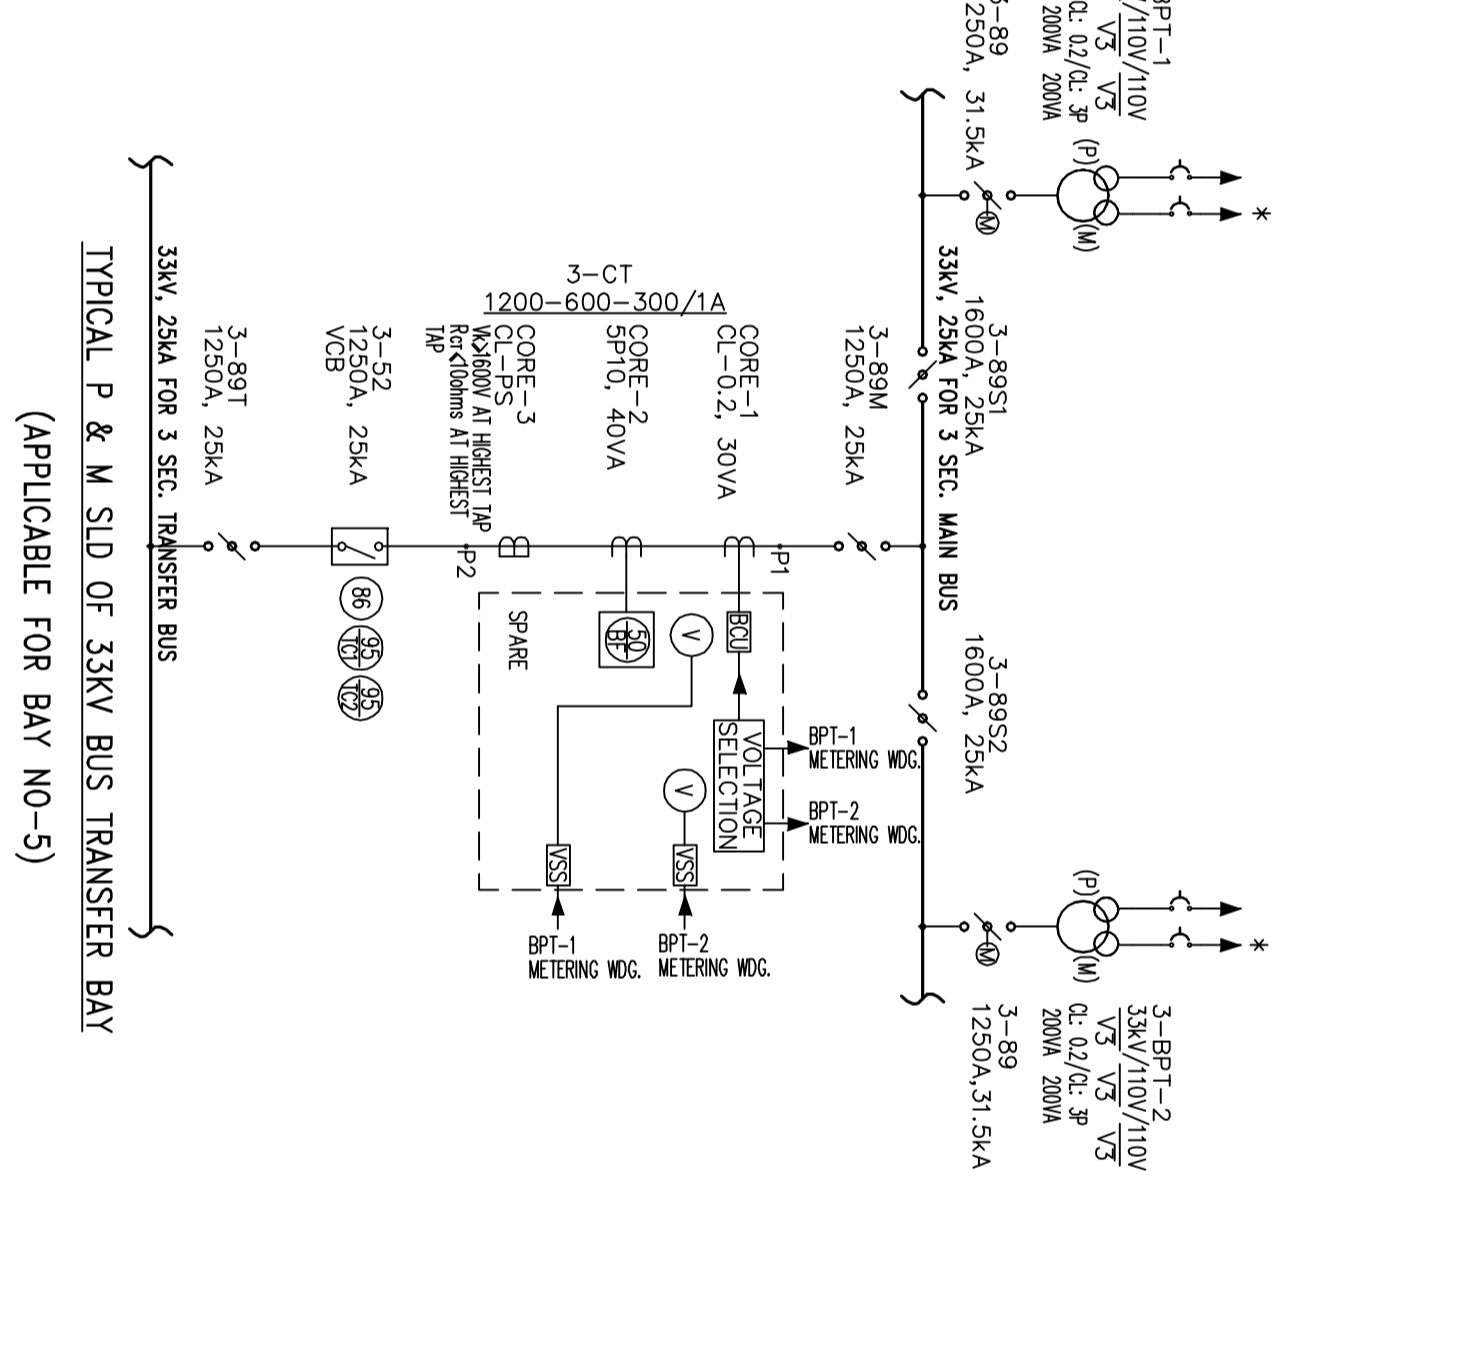 BPT-1
/110V/110V
V3 V3
CL: 0.2/CL: 3P
200VA 200VA
3-89
1250A, 31.5kA
(P)
(M)
M
*
33kV, 25kA FOR 3 SEC. MAIN BUS
3-89S1
1600A, 25kA
3-89S2
1600A, 25kA
(P)
(M)
M
*
3-BPT-2
33kV/110V/110V
V3 V3 V3
CL: 0.2/CL: 3P
200VA 200VA
3-89
1250A,31.5kA
3-89M
1250A, 25kA
P1
3-CT
1200-600-300/1A
CORE-1
CL-0.2, 30VA
CORE-2
5P10, 40VA
CORE-3
CL-PS
Vk>1600V AT HIGHEST TAP
Rct<10ohms AT HIGHEST
TAP
P2
BCU
VOLTAGE
SELECTION
BPT-1
METERING WDG.
BPT-2
METERING WDG.
V
V
50
BF
SPARE
VSS
VSS
BPT-1
METERING WDG.
BPT-2
METERING WDG.
3-52
1250A, 25kA
VCB
86
95
TC1
95
TC2
3-89T
1250A, 25kA
33kV, 25kA FOR 3 SEC. TRANSFER BUS
TYPICAL P & M SLD OF 33KV BUS TRANSFER BAY
(APPLICABLE FOR BAY NO-5)